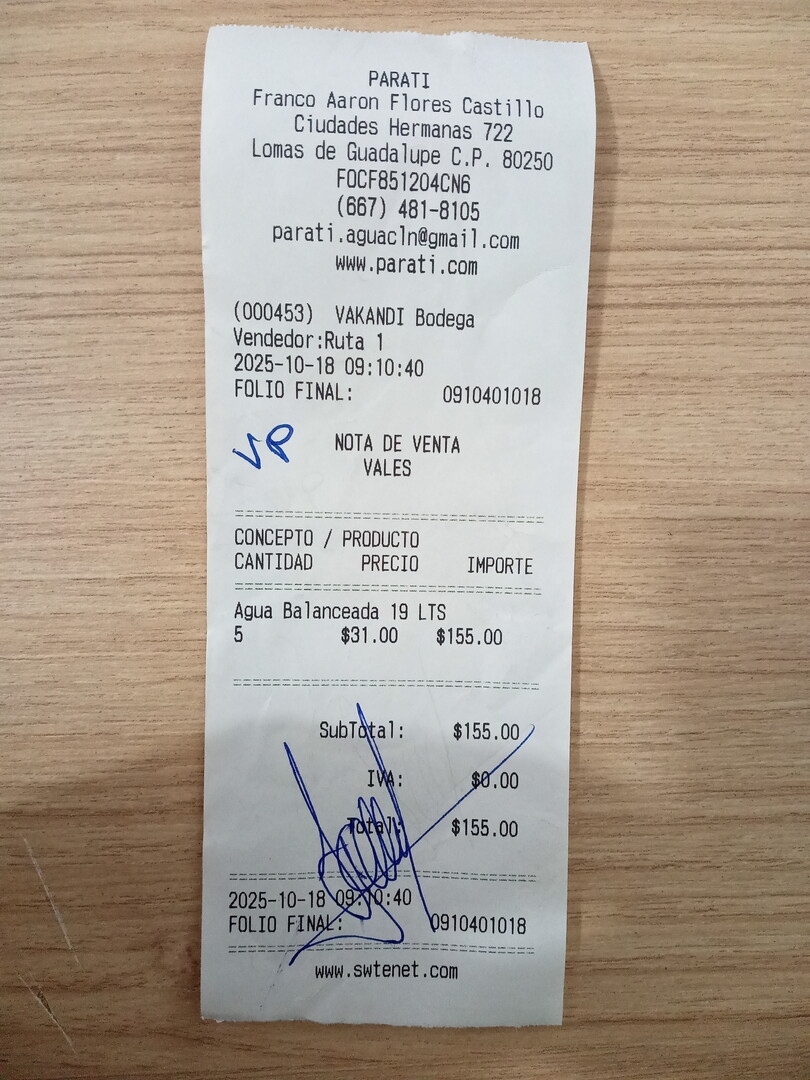 PARATI
Franco Aaron Flores Castillo
Ciudades Hermanas 722
Lomas de Guadalupe C.P. 80250
FOCF851204CN6
(667) 481-8105
parati.aguacln@gmail.com
www.parati.com
(000453) VAKANDI Bodega
Vendedor:Ruta 1
2025-10-18 09:10:40
FOLIO FINAL: 0910401018
VP
NOTA DE VENTA
VALES
CONCEPTO / PRODUCTO
CANTIDAD PRECIO IMPORTE
Agua Balanceada 19 LTS
5 $31.00 $155.00
SubTotal: $155.00
IVA: $0.00
Total: $155.00
2025-10-18 09:10:40
FOLIO FINAL: 0910401018
www.swtenet.com